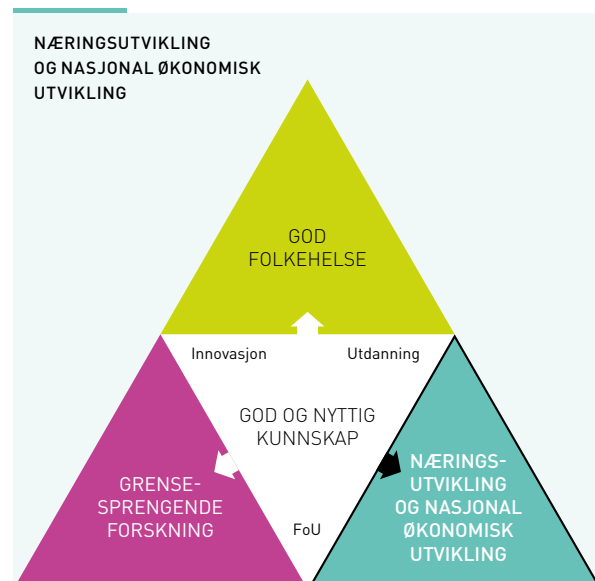 NÆRINGSUTVIKLING
OG NASJONAL ØKONOMISK
UTVIKLING
GOD
FOLKEHELSE
Innovasjon
Utdanning
GOD OG NYTTIG
KUNNSKAP
GRENSE-
SPRENGENDE
FORSKNING
FoU
NÆRINGS-
UTVIKLING
OG NASJONAL
ØKONOMISK
UTVIKLING